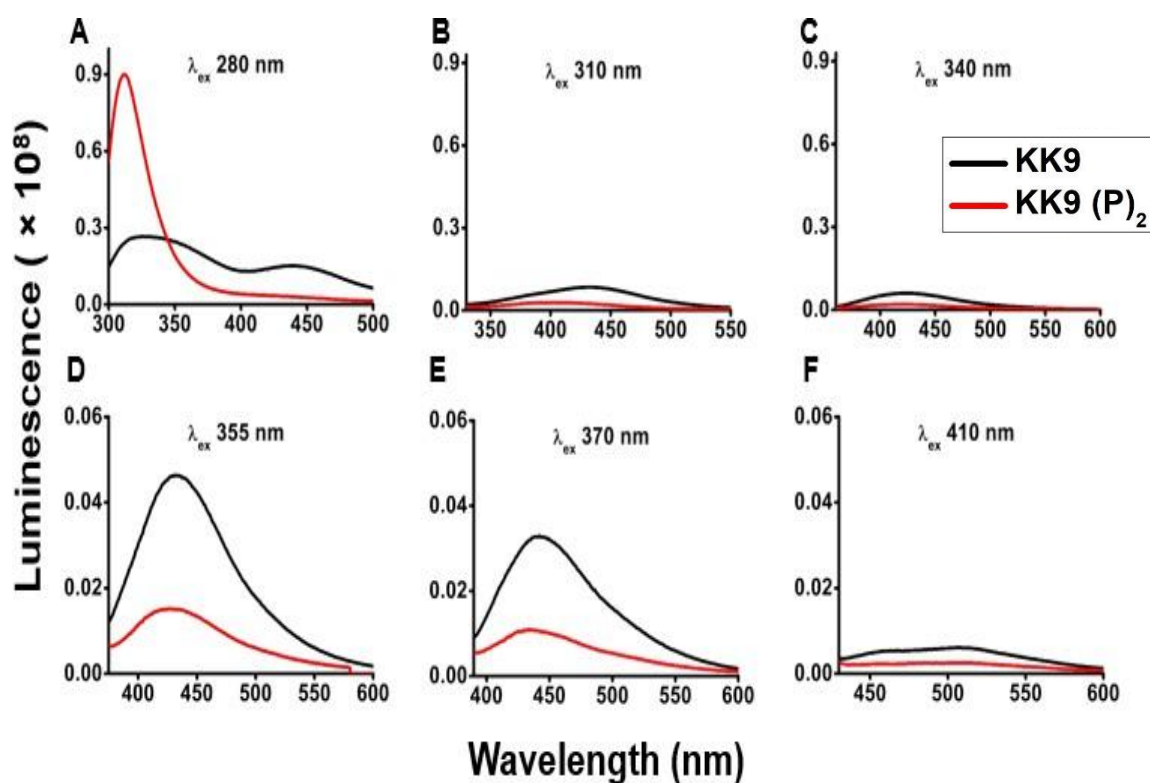 A
B
C
λex 280 nm
λex 310 nm
λex 340 nm
0.9
0.6
0.3
0.0
300 350 400 450 500
0.9
0.6
0.3
0.0
350 400 450 500 550
0.9
0.6
0.3
0.0
400 450 500 550 600
KK9
KK9 (P)2
Luminescence ( × 10⁸)
D
E
F
λex 355 nm
λex 370 nm
λex 410 nm
0.06
0.04
0.02
0.00
400 450 500 550 600
0.06
0.04
0.02
0.00
400 450 500 550 600
0.06
0.04
0.02
0.00
450 500 550 600
Wavelength (nm)